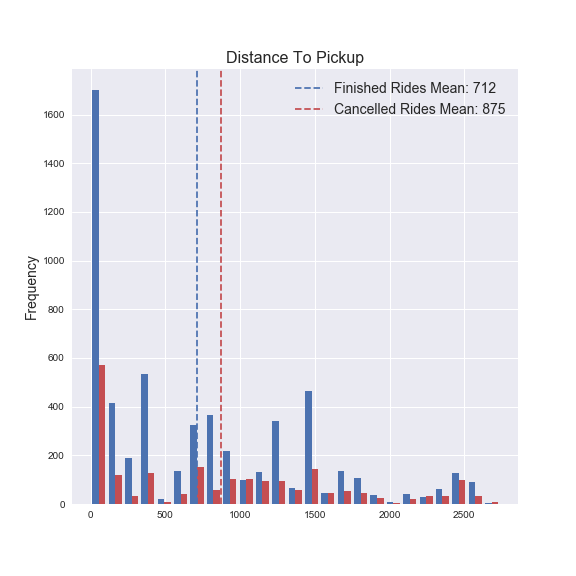 Distance To Pickup
Finished Rides Mean: 712
Cancelled Rides Mean: 875
Frequency
1600
1400
1200
1000
800
600
400
200
0
0 500 1000 1500 2000 2500